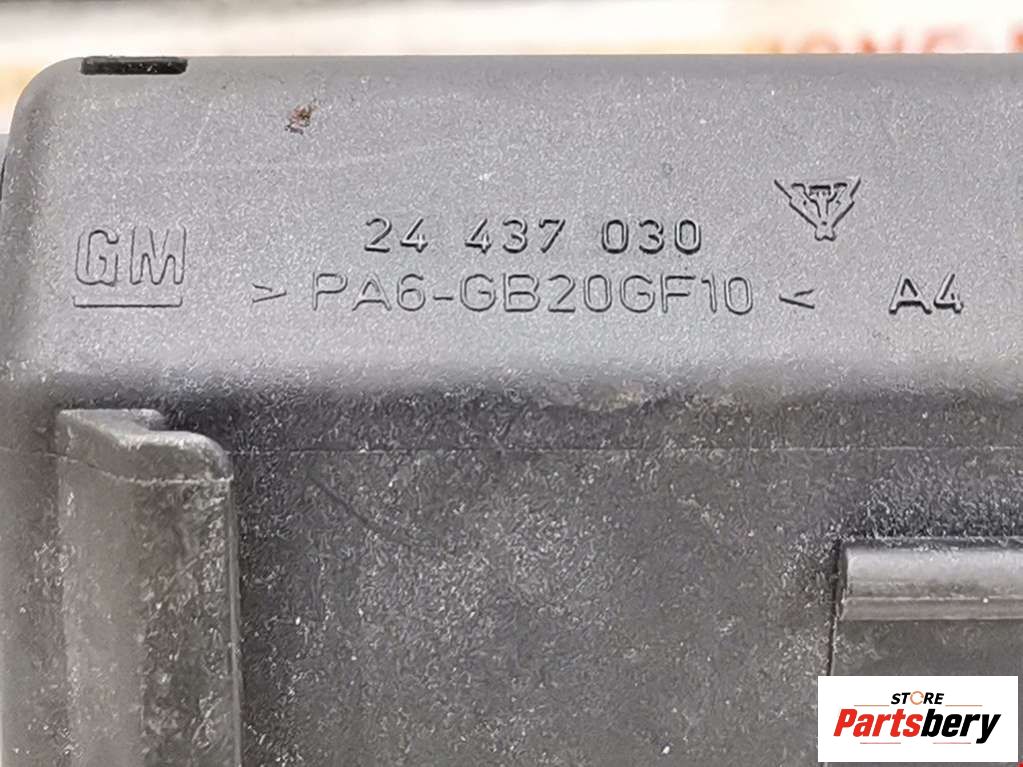 24 437 030
GM
>PA6-GB20GF10<
A4
STORE
Partsbery